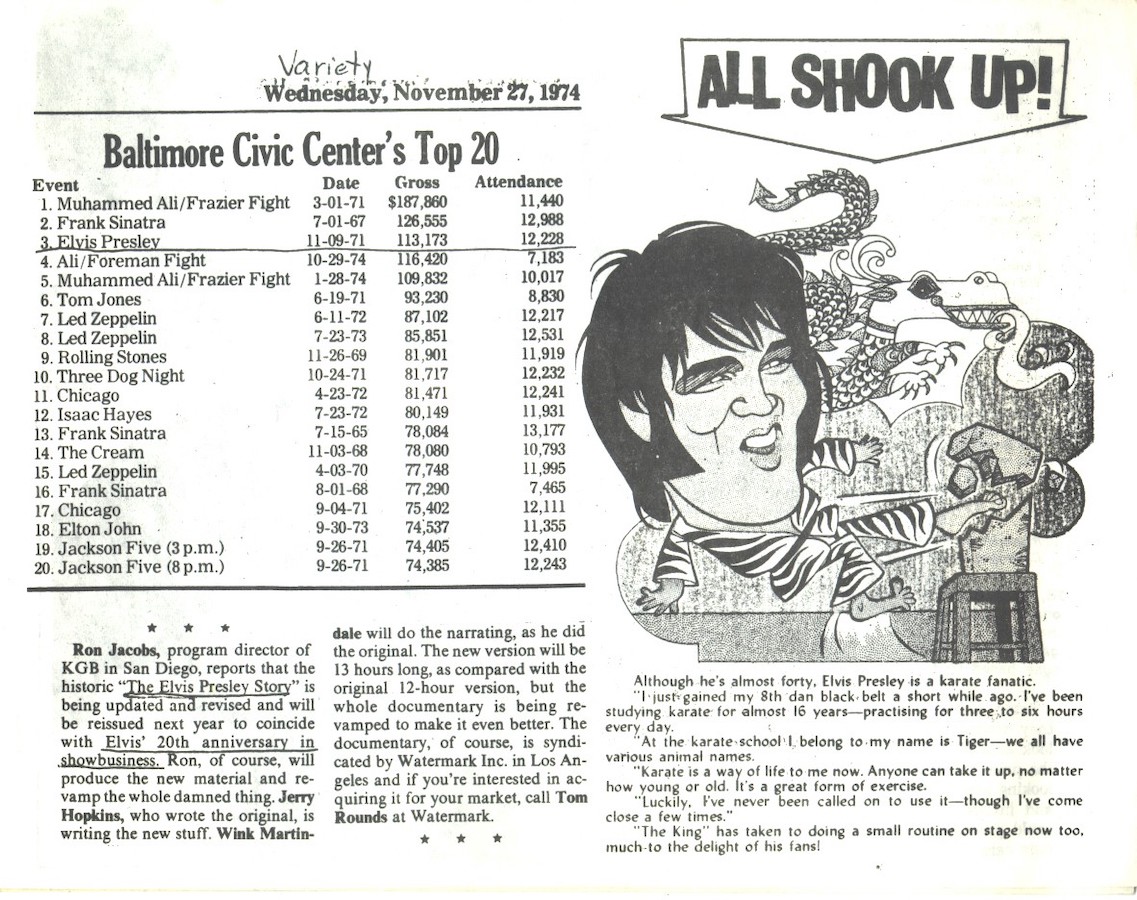 Variety
Wednesday, November 27, 1974
Baltimore Civic Center's Top 20
Event Date Gross Attendance
1. Muhammed Ali/Frazier Fight 3-01-71 $187,860 11,440
2. Frank Sinatra 7-01-67 126,555 12,988
3. Elvis Presley 11-09-71 113,173 12,228
4. Ali/Foreman Fight 10-29-74 116,420 7,183
5. Muhammed Ali/Frazier Fight 1-28-74 109,832 10,017
6. Tom Jones 6-19-71 93,230 8,830
7. Led Zeppelin 6-11-72 87,102 12,217
8. Led Zeppelin 7-23-73 85,851 12,531
9. Rolling Stones 11-26-69 81,901 11,919
10. Three Dog Night 10-24-71 81,717 12,232
11. Chicago 4-23-72 81,471 12,241
12. Isaac Hayes 7-23-72 80,149 11,931
13. Frank Sinatra 7-15-65 78,084 13,177
14. The Cream 11-03-68 78,080 10,793
15. Led Zeppelin 4-03-70 77,748 11,995
16. Frank Sinatra 8-01-68 77,290 7,465
17. Chicago 9-04-71 75,402 12,111
18. Elton John 9-30-73 74,537 11,355
19. Jackson Five (3 p.m.) 9-26-71 74,405 12,410
20. Jackson Five (8 p.m.) 9-26-71 74,385 12,243
Ron Jacobs, program director of
KGB in San Diego, reports that the
historic "The Elvis Presley Story" is
being updated and revised and will
be reissued next year to coincide
with Elvis' 20th anniversary in
showbusiness. Ron, of course, will
produce the new material and re-
vamp the whole damned thing. Jerry
Hopkins, who wrote the original, is
writing the new stuff. Wink Martin-
dale will do the narrating, as he did
the original. The new version will be
13 hours long, as compared with the
original 12-hour version, but the
whole documentary is being re-
vamped to make it even better. The
documentary, of course, is syndi-
cated by Watermark Inc. in Los An-
geles and if you're interested in ac-
quiring it for your market, call Tom
Rounds at Watermark.
ALL SHOOK UP!
Although he's almost forty, Elvis Presley is a karate fanatic.
"I just gained my 8th dan black belt a short while ago. I've been
studying karate for almost 16 years—practising for three to six hours
every day.
"At the karate school I belong to my name is Tiger—we all have
various animal names.
"Karate is a way of life to me now. Anyone can take it up, no matter
how young or old. It's a great form of exercise.
"Luckily, I've never been called on to use it—though I've come
close a few times."
"The King" has taken to doing a small routine on stage now too,
much to the delight of his fans!